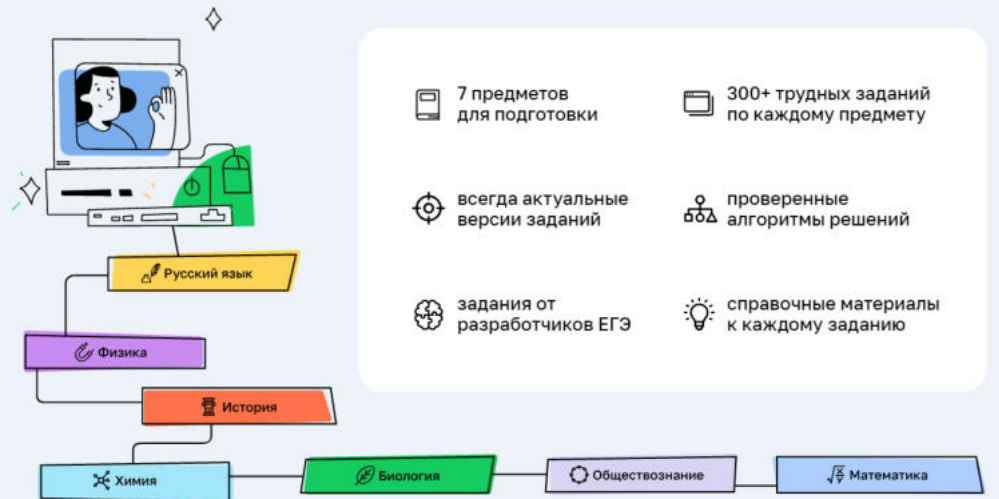 7 предметов
для подготовки
300+ трудных заданий
по каждому предмету
всегда актуальные
версии заданий
проверенные
алгоритмы решений
задания от
разработчиков ЕГЭ
справочные материалы
к каждому заданию
Русский язык
Физика
История
Химия
Биология
Обществознание
Математика